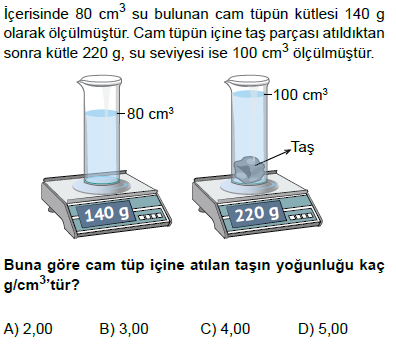 İçerisinde 80 cm³ su bulunan cam tüpün kütlesi 140 g
olarak ölçülmüştür. Cam tüpün içine taş parçası atıldıktan
sonra kütle 220 g, su seviyesi ise 100 cm³ ölçülmüştür.
80 cm³
100 cm³
Taş
140 g
220 g
Buna göre cam tüp içine atılan taşın yoğunluğu kaç
g/cm³'tür?
A) 2,00 B) 3,00 C) 4,00 D) 5,00